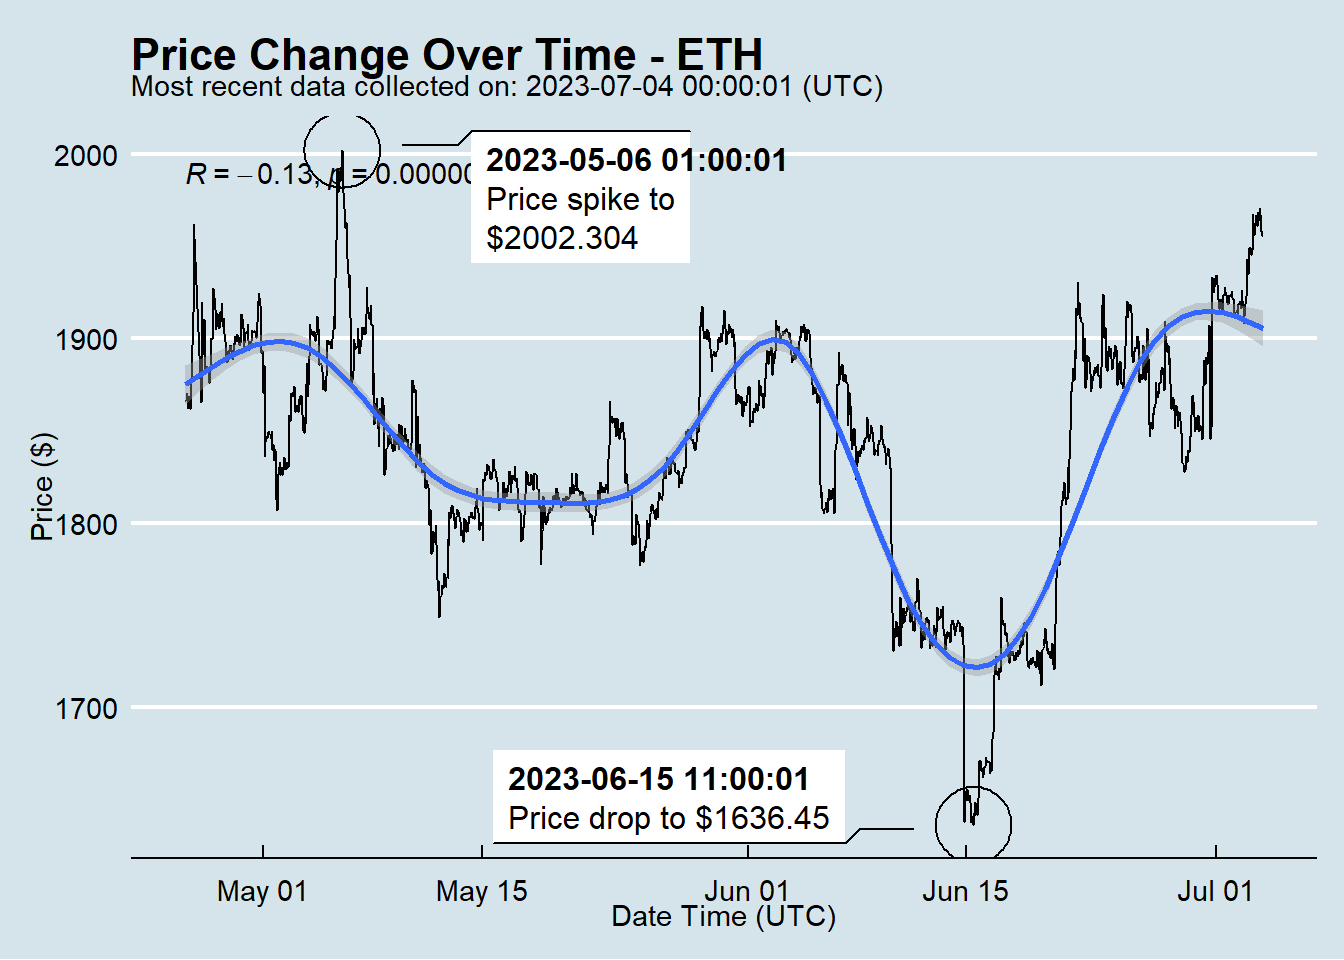 Price Change Over Time - ETH
Most recent data collected on: 2023-07-04 00:00:01 (UTC)
2000
R = −0.13, p = 0.0000
2023-05-06 01:00:01
Price spike to
$2002.304
1900
Price ($)
1800
1700
2023-06-15 11:00:01
Price drop to $1636.45
May 01 May 15 Jun 01 Jun 15 Jul 01
Date Time (UTC)